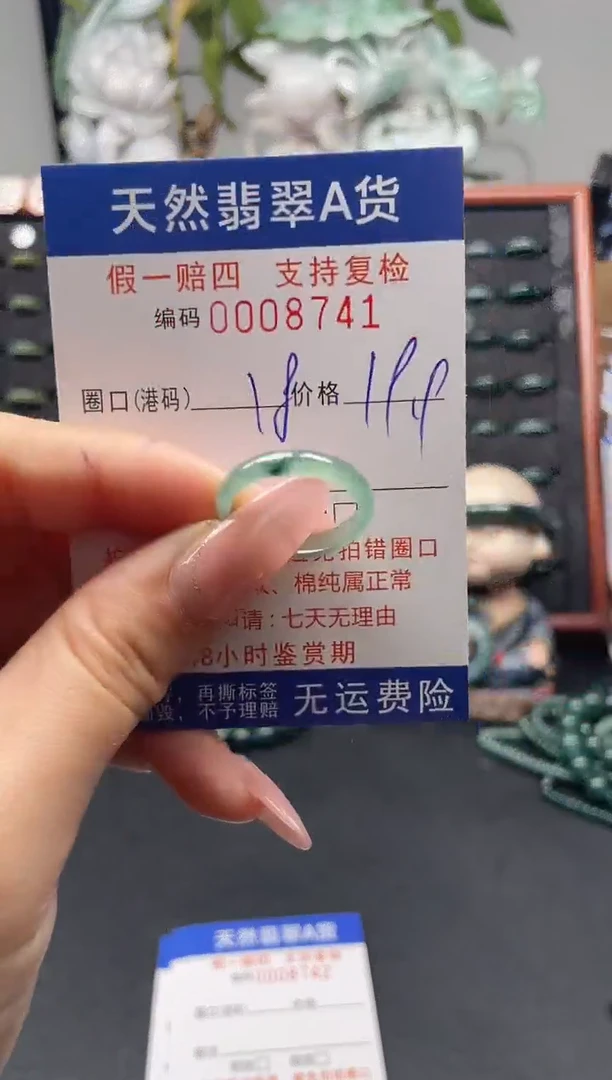 天然翡翠A货
假一赔四 支持复检
编码 0008741
圈口(港码) 18 价格
拍错圈口
、棉纯属正常
请：七天无理由
8小时鉴赏期
，再撕标签
毁，不予理赔 无运费险
天然翡翠A货
0008742